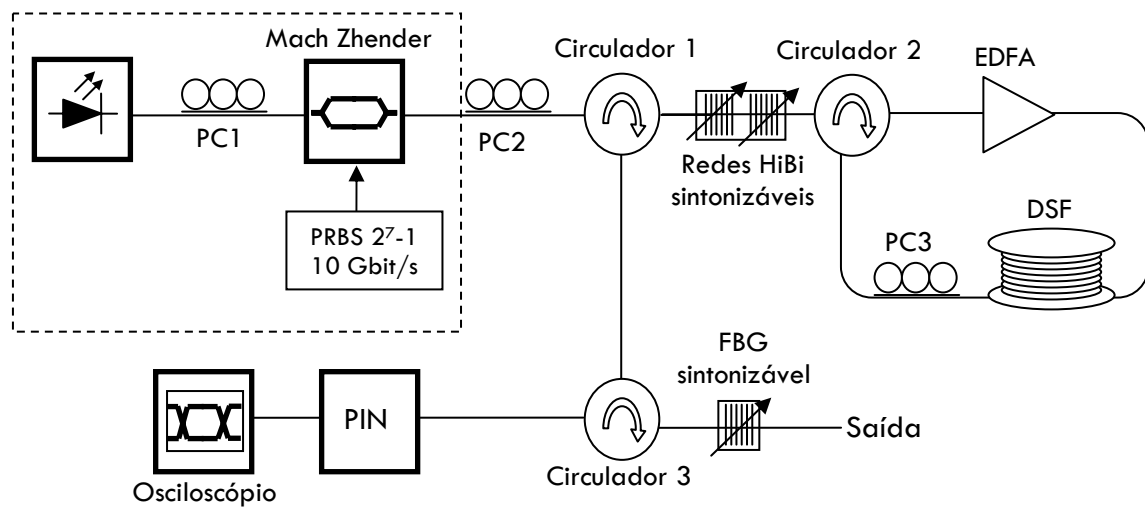 Mach Zhender
Circulador 1
Circulador 2
EDFA
PC1
PC2
Redes HiBi
sintonizáveis
PRBS 2⁷-1
10 Gbit/s
DSF
PC3
FBG
sintonizável
PIN
Saída
Circulador 3
Osciloscópio